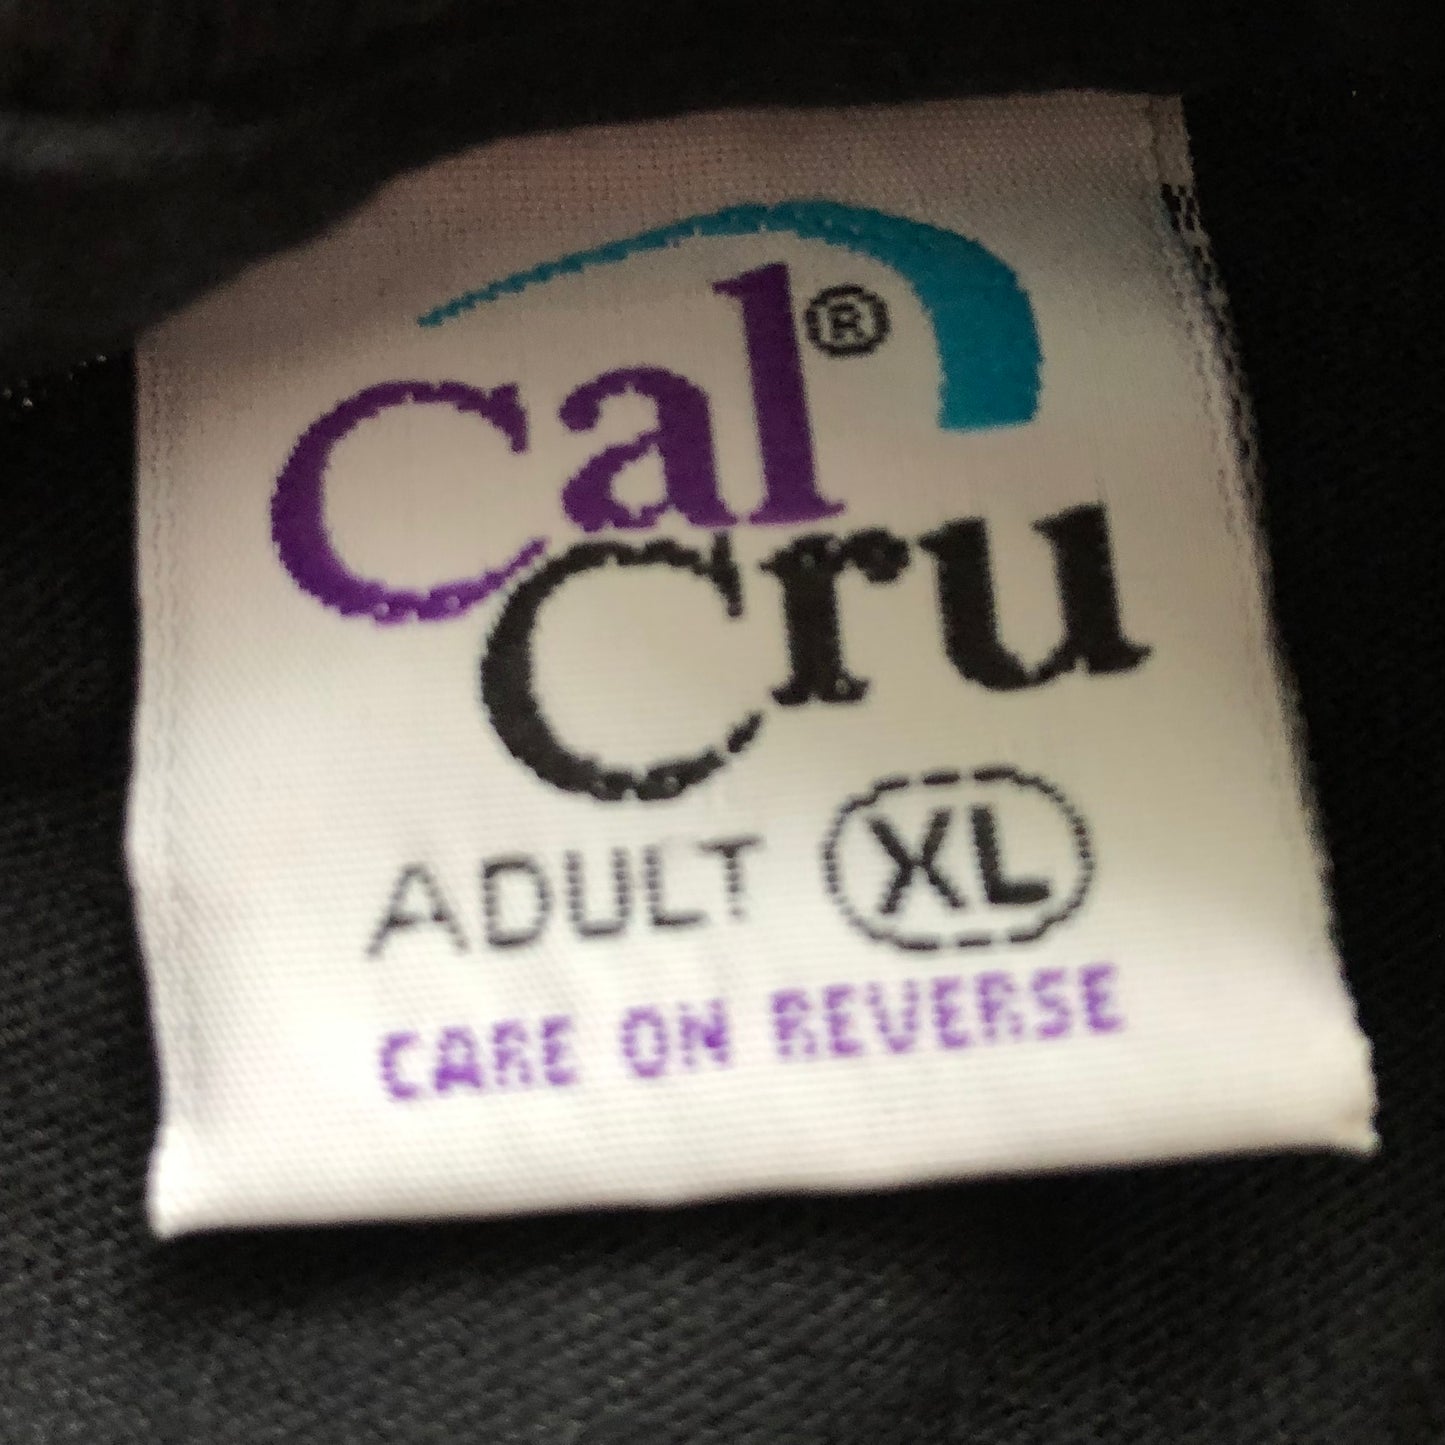 Cal®
Cru
ADULT XL
CARE ON REVERSE